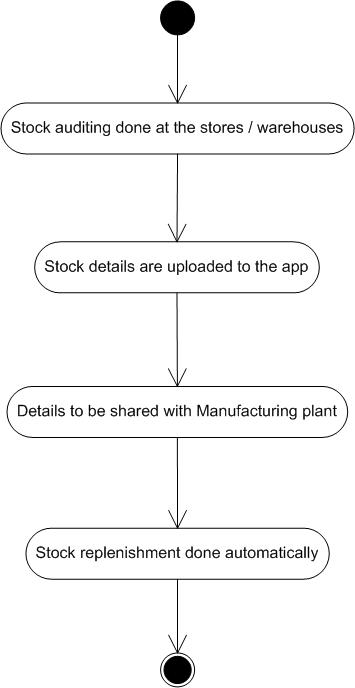 Stock auditing done at the stores / warehouses
Stock details are uploaded to the app
Details to be shared with Manufacturing plant
Stock replenishment done automatically